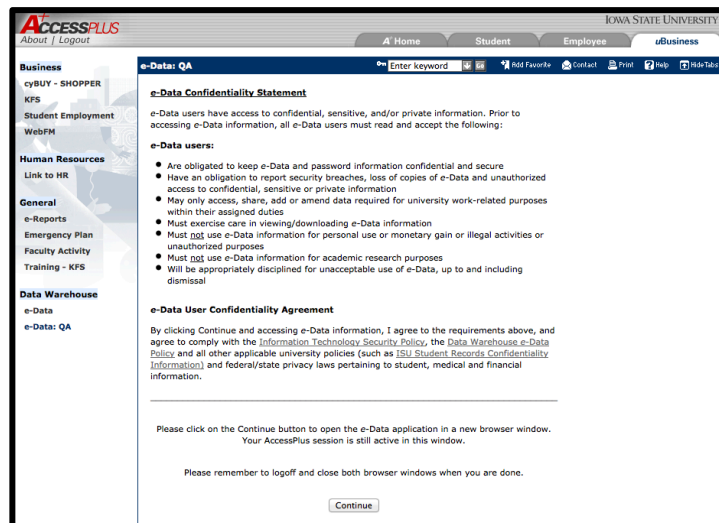 IOWA STATE UNIVERSITY
ACCESSPLUS
About | Logout
A+ Home
Student
Employee
uBusiness
e-Data: QA
Enter keyword
Go
Add Favorite
Contact
Print
Help
HideTabs
Business
cyBUY - SHOPPER
KFS
Student Employment
WebFM
Human Resources
Link to HR
General
e-Reports
Emergency Plan
Faculty Activity
Training - KFS
Data Warehouse
e-Data
e-Data: QA
e-Data Confidentiality Statement
e-Data users have access to confidential, sensitive, and/or private information. Prior to
accessing e-Data information, all e-Data users must read and accept the following:
e-Data users:
• Are obligated to keep e-Data and password information confidential and secure
• Have an obligation to report security breaches, loss of copies of e-Data and unauthorized
access to confidential, sensitive or private information
• May only access, share, add or amend data required for university work-related purposes
within their assigned duties
• Must exercise care in viewing/downloading e-Data information
• Must not use e-Data information for personal use or monetary gain or illegal activities or
unauthorized purposes
• Must not use e-Data information for academic research purposes
• Will be appropriately disciplined for unacceptable use of e-Data, up to and including
dismissal
e-Data User Confidentiality Agreement
By clicking Continue and accessing e-Data information, I agree to the requirements above, and
agree to comply with the Information Technology Security Policy, the Data Warehouse e-Data
Policy and all other applicable university policies (such as ISU Student Records Confidentiality
Information) and federal/state privacy laws pertaining to student, medical and financial
information.
Please click on the Continue button to open the e-Data application in a new browser window.
Your AccessPlus session is still active in this window.
Please remember to logoff and close both browser windows when you are done.
Continue